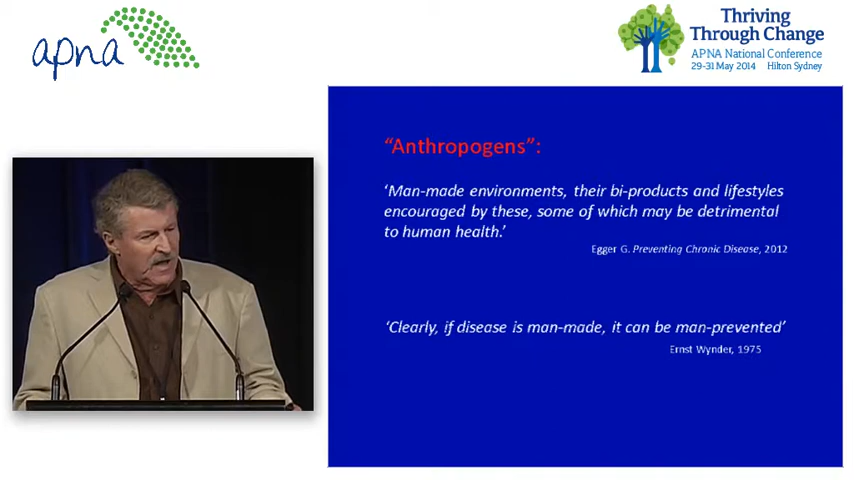 apna
Thriving
Through Change
APNA National Conference
29-31 May 2014 Hilton Sydney
“Anthropogens”:
‘Man-made environments, their bi-products and lifestyles
encouraged by these, some of which may be detrimental
to human health.’
Egger G. Preventing Chronic Disease, 2012
‘Clearly, if disease is man-made, it can be man-prevented’
Ernst Wynder, 1975